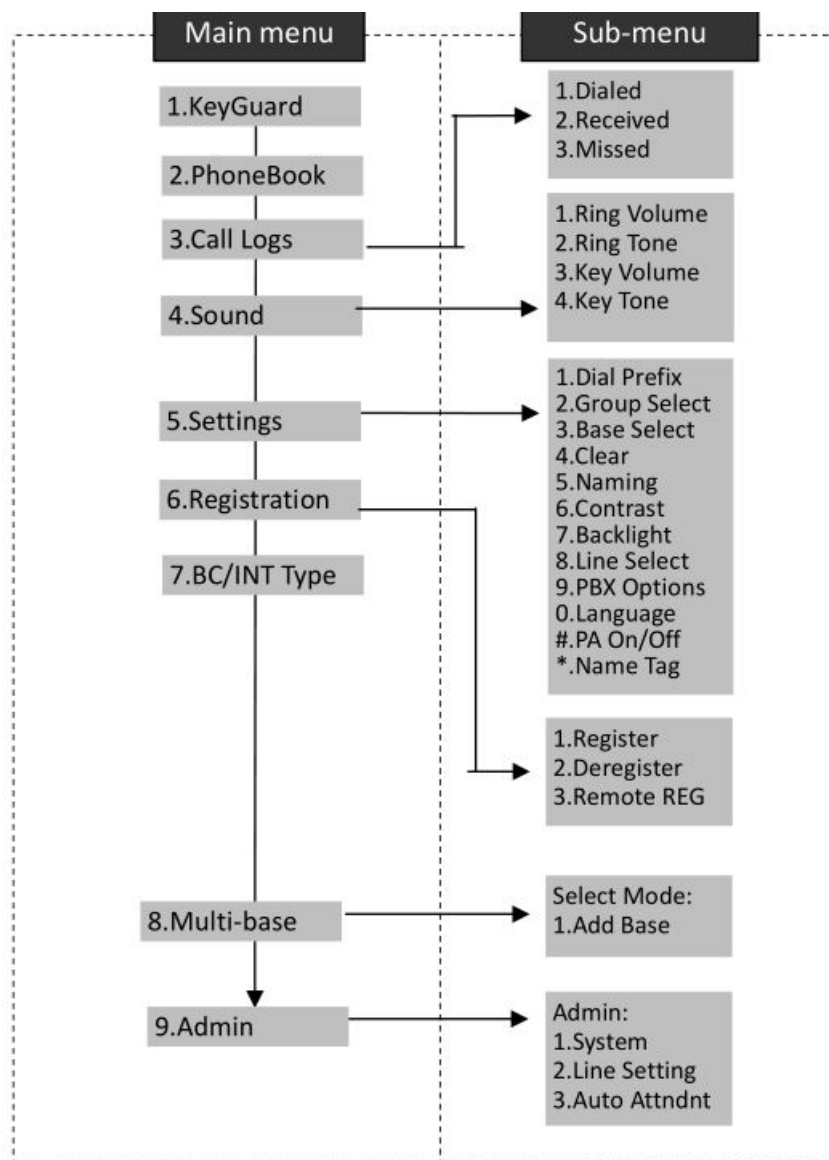 Main menu
1.KeyGuard
2.PhoneBook
3.Call Logs
4.Sound
5.Settings
6.Registration
7.BC/INT Type
8.Multi-base
9.Admin
Sub-menu
1.Dialed
2.Received
3.Missed
1.Ring Volume
2.Ring Tone
3.Key Volume
4.Key Tone
1.Dial Prefix
2.Group Select
3.Base Select
4.Clear
5.Naming
6.Contrast
7.Backlight
8.Line Select
9.PBX Options
0.Language
#.PA On/Off
*.Name Tag
1.Register
2.Deregister
3.Remote REG
Select Mode:
1.Add Base
Admin:
1.System
2.Line Setting
3.Auto Attndnt